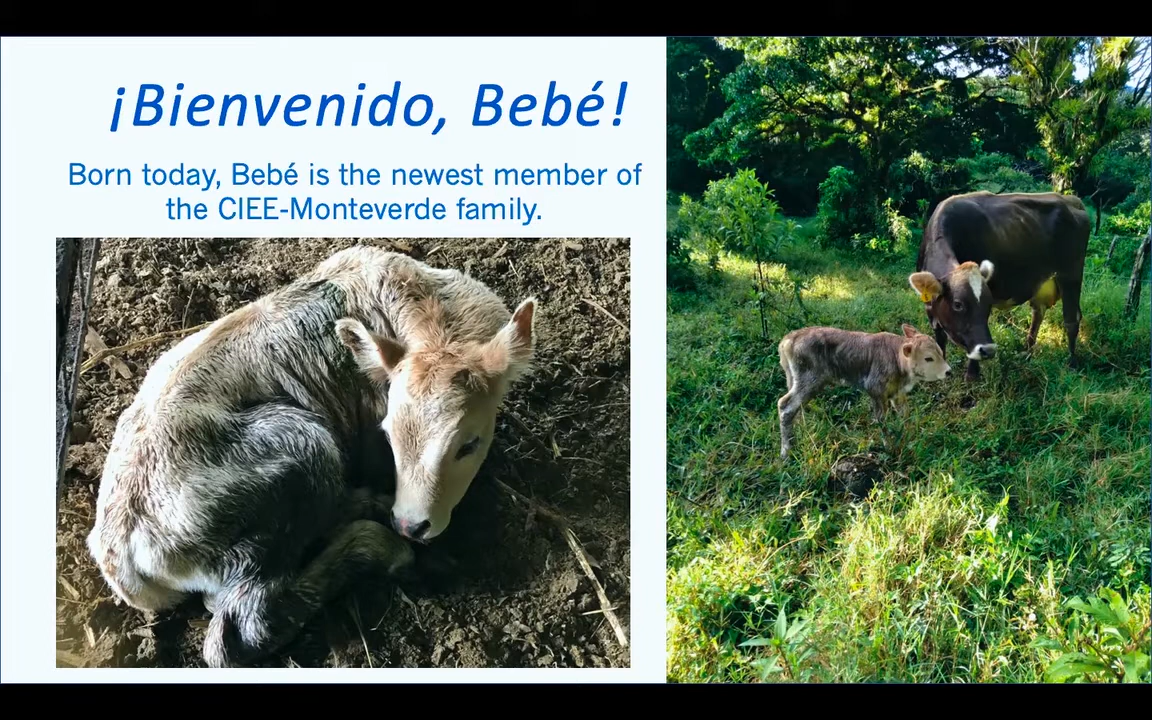 ¡Bienvenido, Bebé!
Born today, Bebé is the newest member of
the CIEE-Monteverde family.